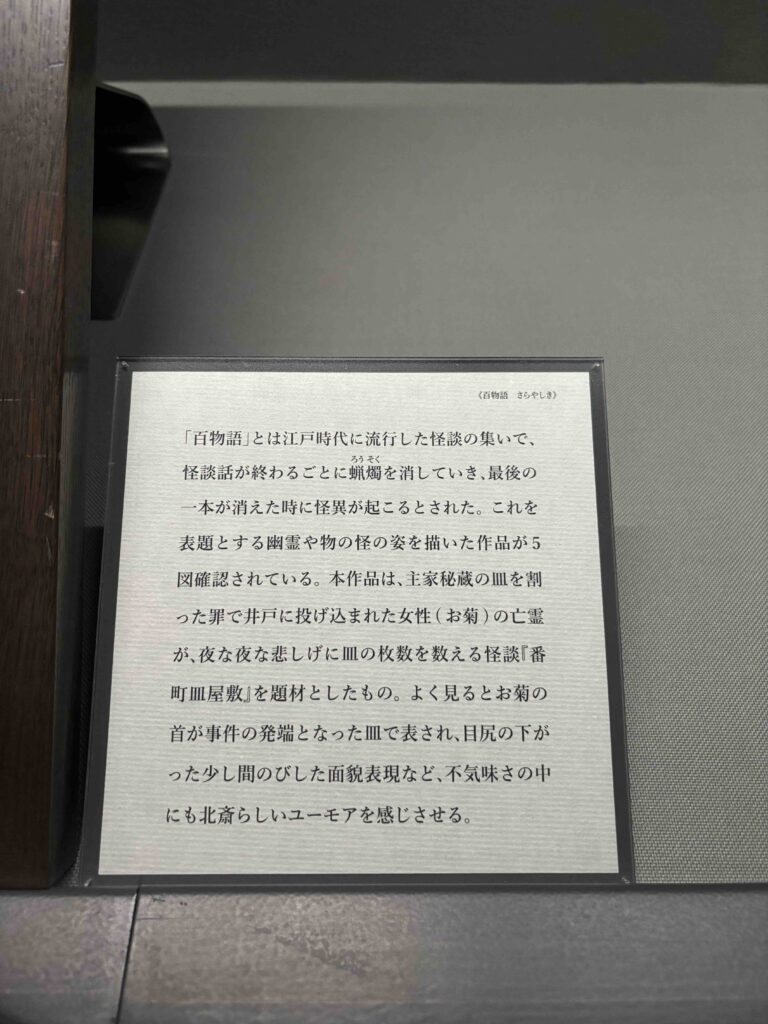 《百物語　さらやしき》
「百物語」とは江戸時代に流行した怪談の集いで、
怪談話が終わるごとに蝋燭を消していき、最後の
ろうそく
一本が消えた時に怪異が起こるとされた。これを
表題とする幽霊や物の怪の姿を描いた作品が5
図確認されている。本作品は、主家秘蔵の皿を割
った罪で井戸に投げ込まれた女性(お菊)の亡霊
が、夜な夜な悲しげに皿の枚数を数える怪談『番
町皿屋敷』を題材としたもの。よく見るとお菊の
首が事件の発端となった皿で表され、目尻の下が
った少し間のびした面貌表現など、不気味さの中
にも北斎らしいユーモアを感じさせる。